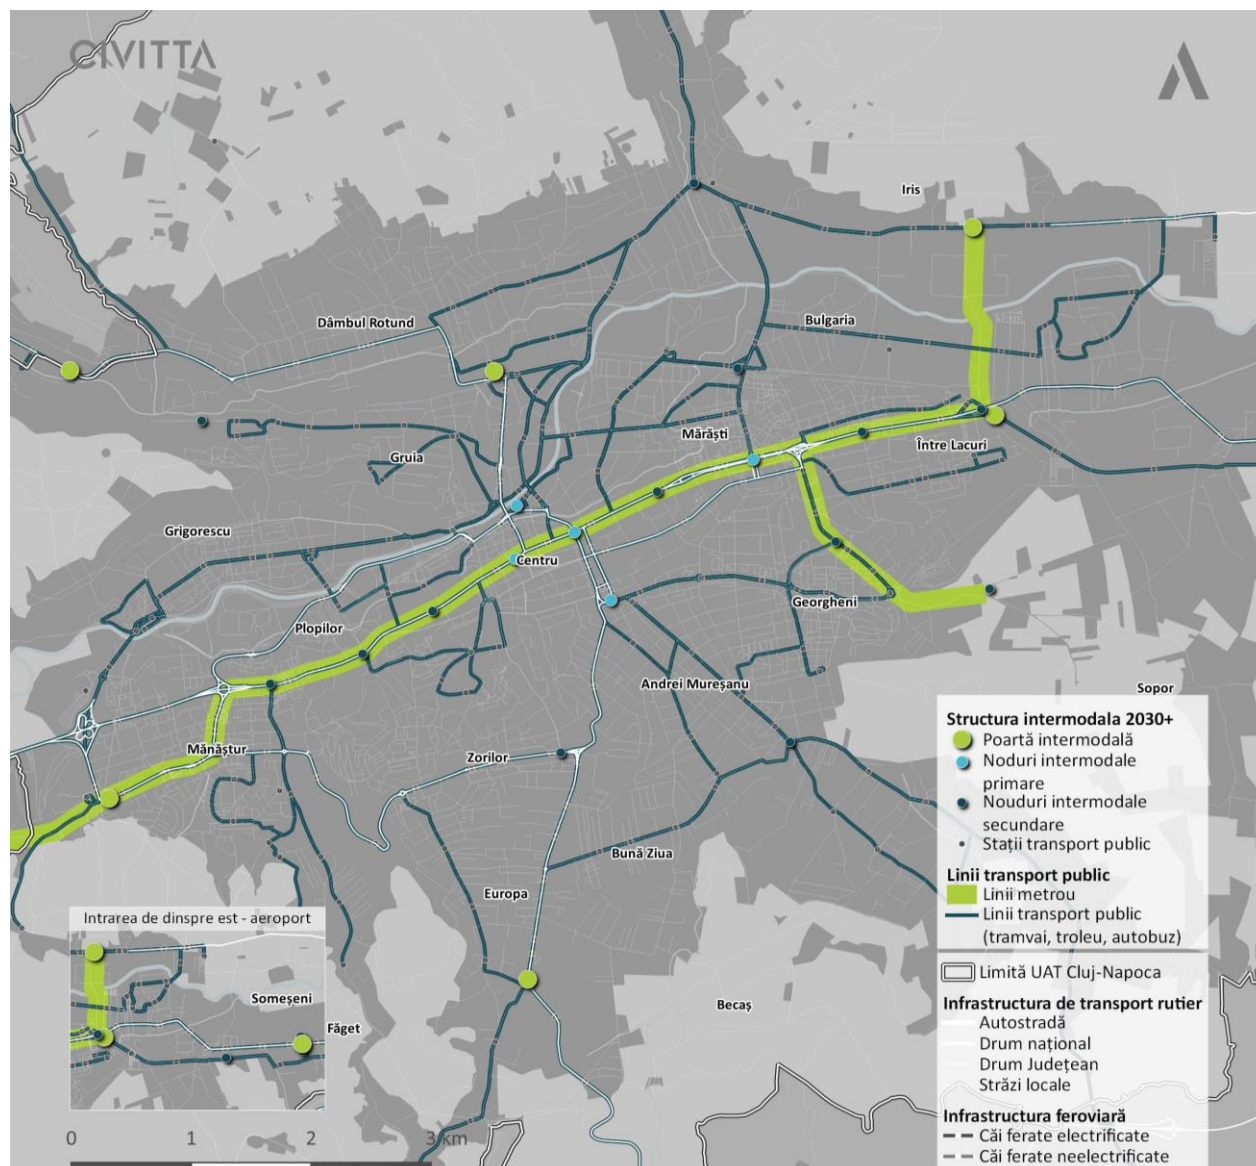 CIVITTA
Iris
Dâmbul Rotund
Bulgaria
Mărăști
Gruia
Între Lacuri
Grigorescu
Centru
Georgheni
Plopilor
Andrei Mureșanu
Sopor
Mănăștur
Zorilor
Bună Ziua
Europa
Becaș
Făget
Intrarea de dinspre est - aeroport
Someșeni
0 1 2 3 km
Structura intermodala 2030+
Poartă intermodală
Noduri intermodale
primare
Nouduri intermodale
secundare
Stații transport public
Linii transport public
Linii metrou
Linii transport public
(tramvai, troleu, autobuz)
Limită UAT Cluj-Napoca
Infrastructura de transport rutier
Autostradă
Drum național
Drum Județean
Străzi locale
Infrastructura feroviară
Căi ferate electrificate
Căi ferate neelectrificate